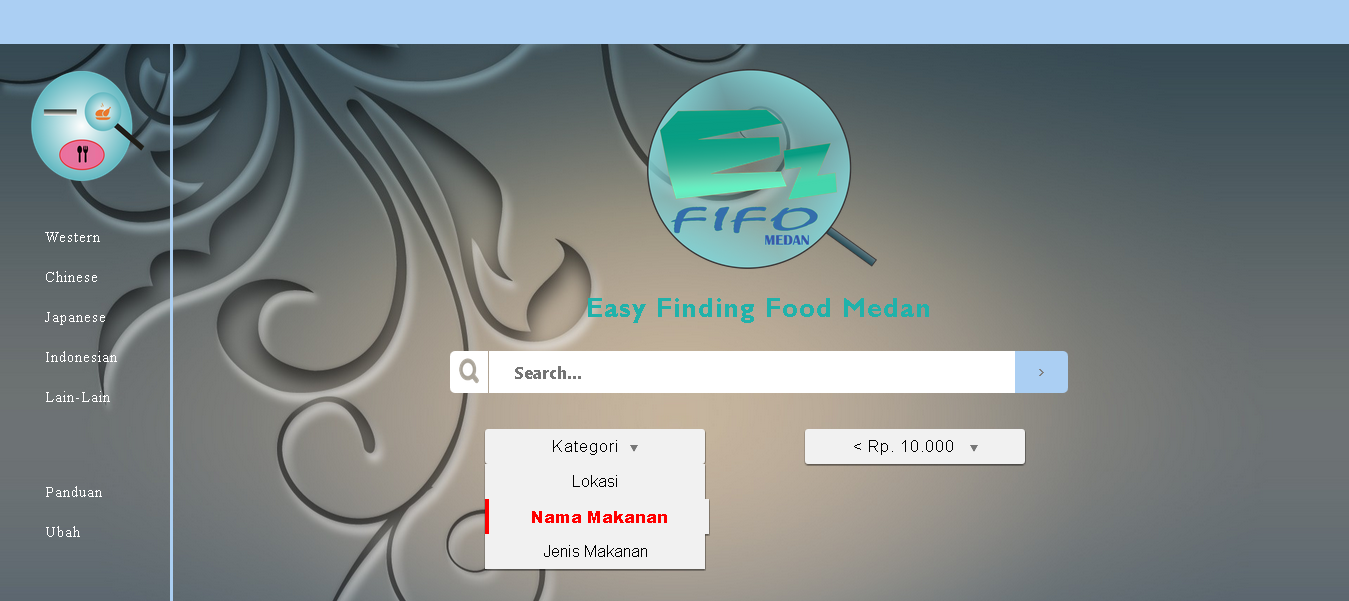 Western
Chinese
Japanese
Indonesian
Lain-Lain
Panduan
Ubah
Ez
FIFO
MEDAN
Easy Finding Food Medan
Search...
>
Kategori ▼
Lokasi
Nama Makanan
Jenis Makanan
< Rp. 10.000 ▼